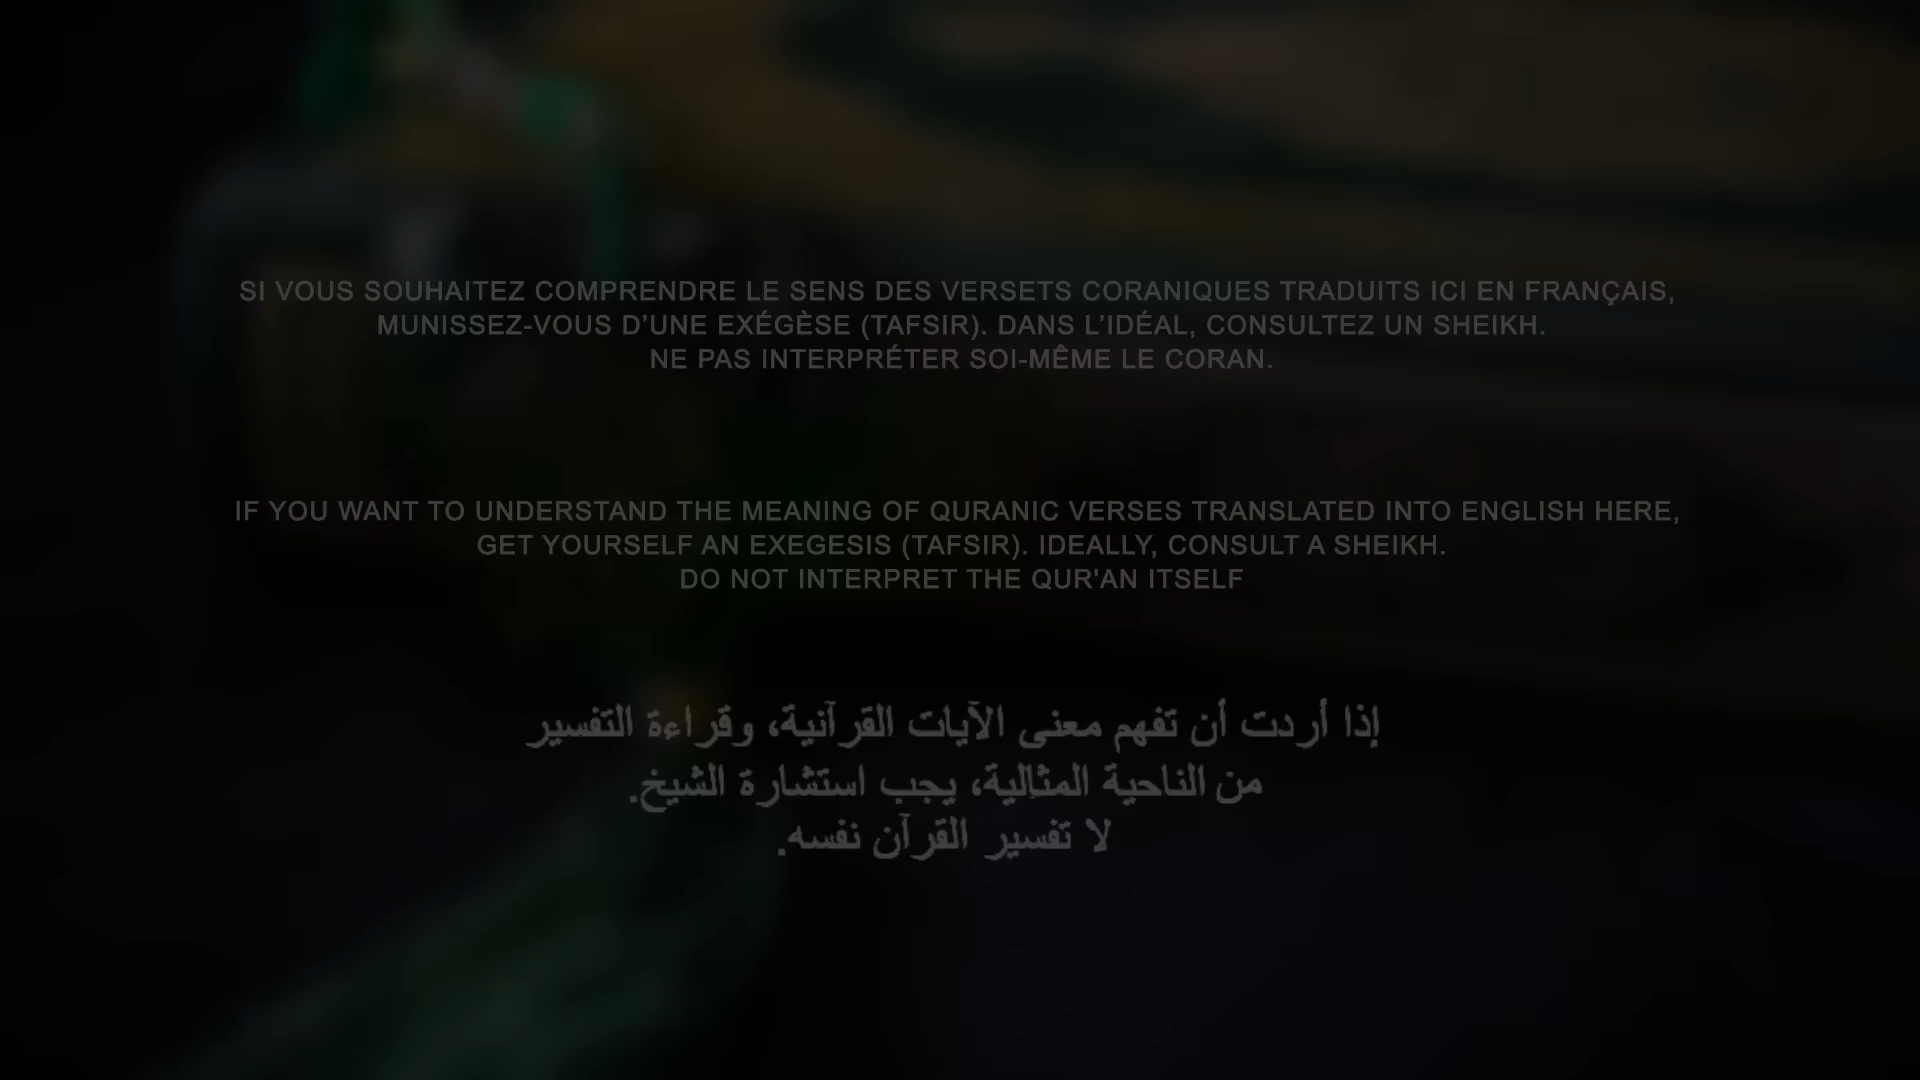 SI VOUS SOUHAITEZ COMPRENDRE LE SENS DES VERSETS CORANIQUES TRADUITS ICI EN FRANÇAIS,
MUNISSEZ-VOUS D’UNE EXÉGÈSE (TAFSIR). DANS L’IDÉAL, CONSULTEZ UN SHEIKH.
NE PAS INTERPRÉTER SOI-MÊME LE CORAN.
IF YOU WANT TO UNDERSTAND THE MEANING OF QURANIC VERSES TRANSLATED INTO ENGLISH HERE,
GET YOURSELF AN EXEGESIS (TAFSIR). IDEALLY, CONSULT A SHEIKH.
DO NOT INTERPRET THE QUR'AN ITSELF
إذا أردت أن تفهم معنى الآيات القرآنية، وقراءة التفسير
من الناحية المثالية، يجب استشارة الشيخ.
لا تفسير القرآن نفسه.